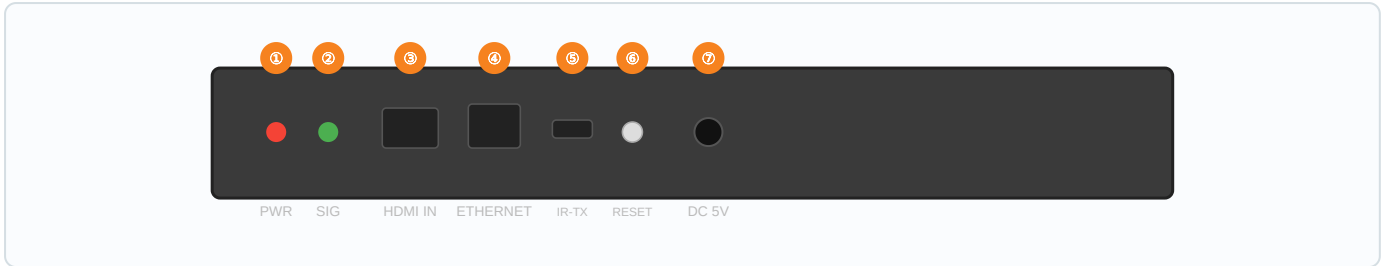 ① ② ③ ④ ⑤ ⑥ ⑦
PWR SIG HDMI IN ETHERNET IR-TX RESET DC 5V